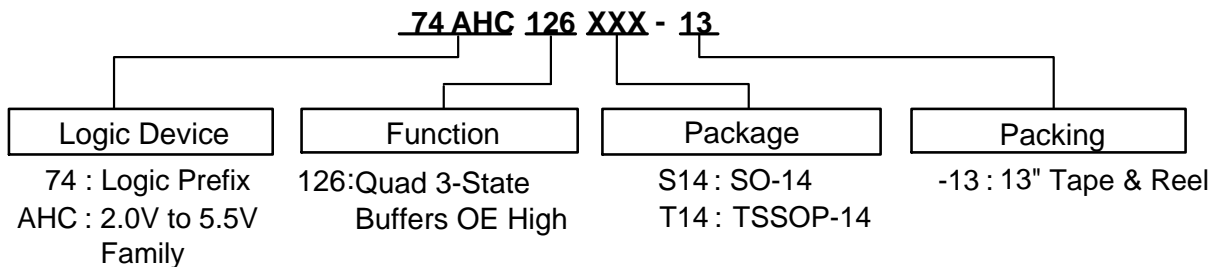 74 AHC 126 XXX - 13
Logic Device
74 : Logic Prefix
AHC : 2.0V to 5.5V
Family
Function
126:Quad 3-State
Buffers OE High
Package
S14 : SO-14
T14 : TSSOP-14
Packing
-13 : 13" Tape & Reel